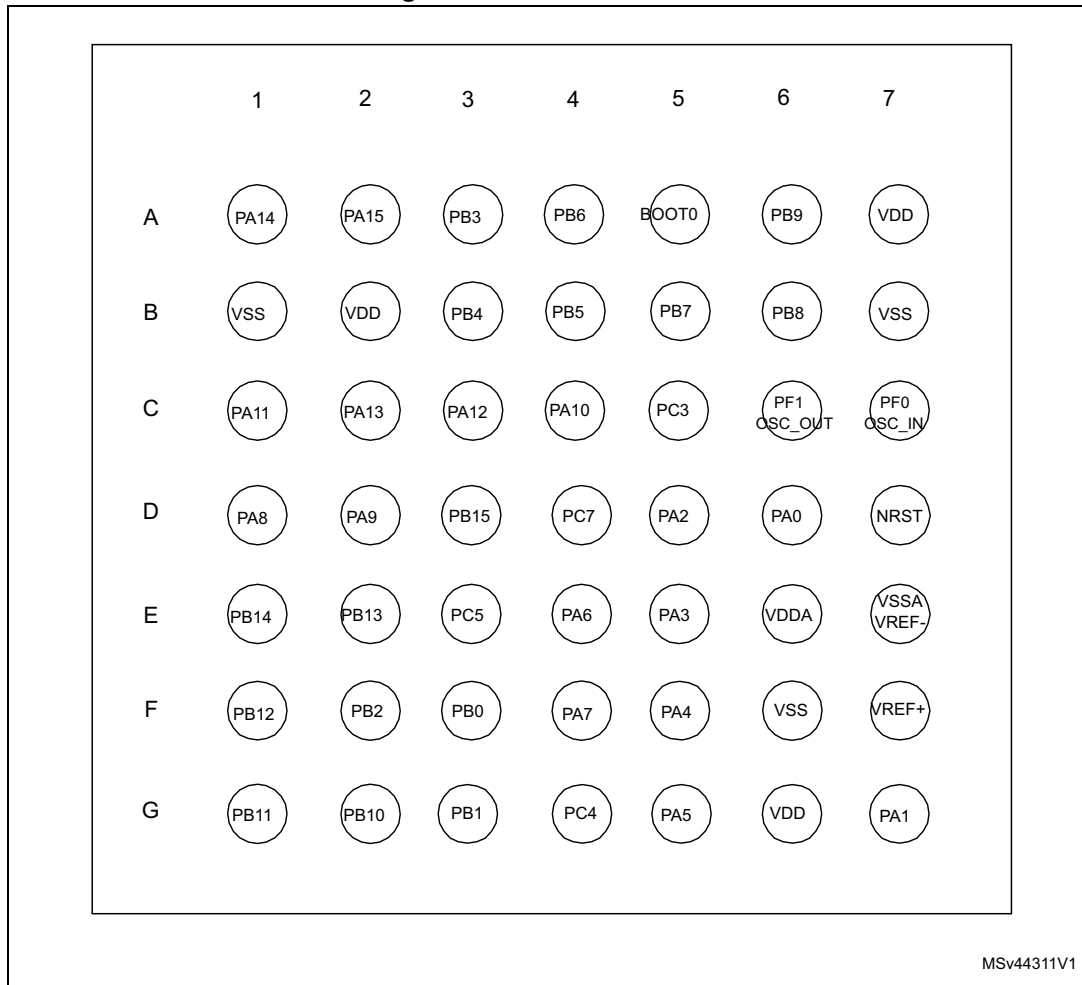 1 2 3 4 5 6 7
A PA14 PA15 PB3 PB6 BOOT0 PB9 VDD
B VSS VDD PB4 PB5 PB7 PB8 VSS
C PA11 PA13 PA12 PA10 PC3 PF1 OSC_OUT PF0 OSC_IN
D PA8 PA9 PB15 PC7 PA2 PA0 NRST
E PB14 PB13 PC5 PA6 PA3 VDDA VSSA VREF-
F PB12 PB2 PB0 PA7 PA4 VSS VREF+
G PB11 PB10 PB1 PC4 PA5 VDD PA1
MSv44311V1